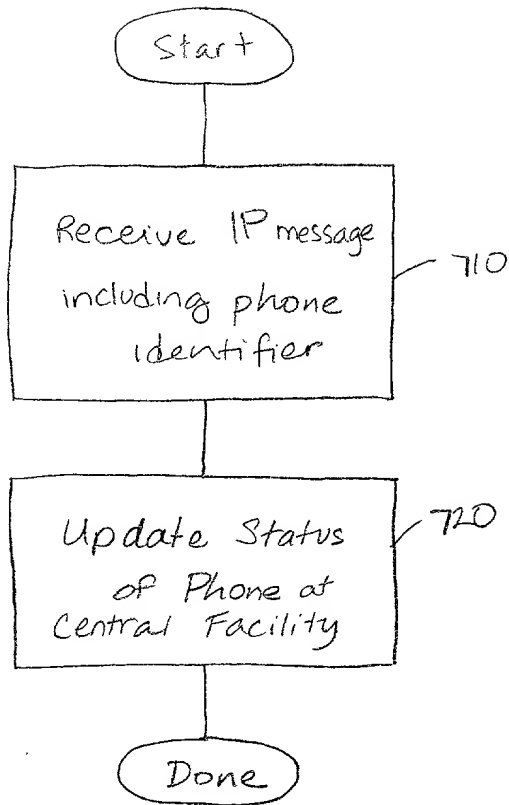 Start
Receive IP message
including phone
identifier
710
Update Status
of Phone at
Central Facility
720
Done